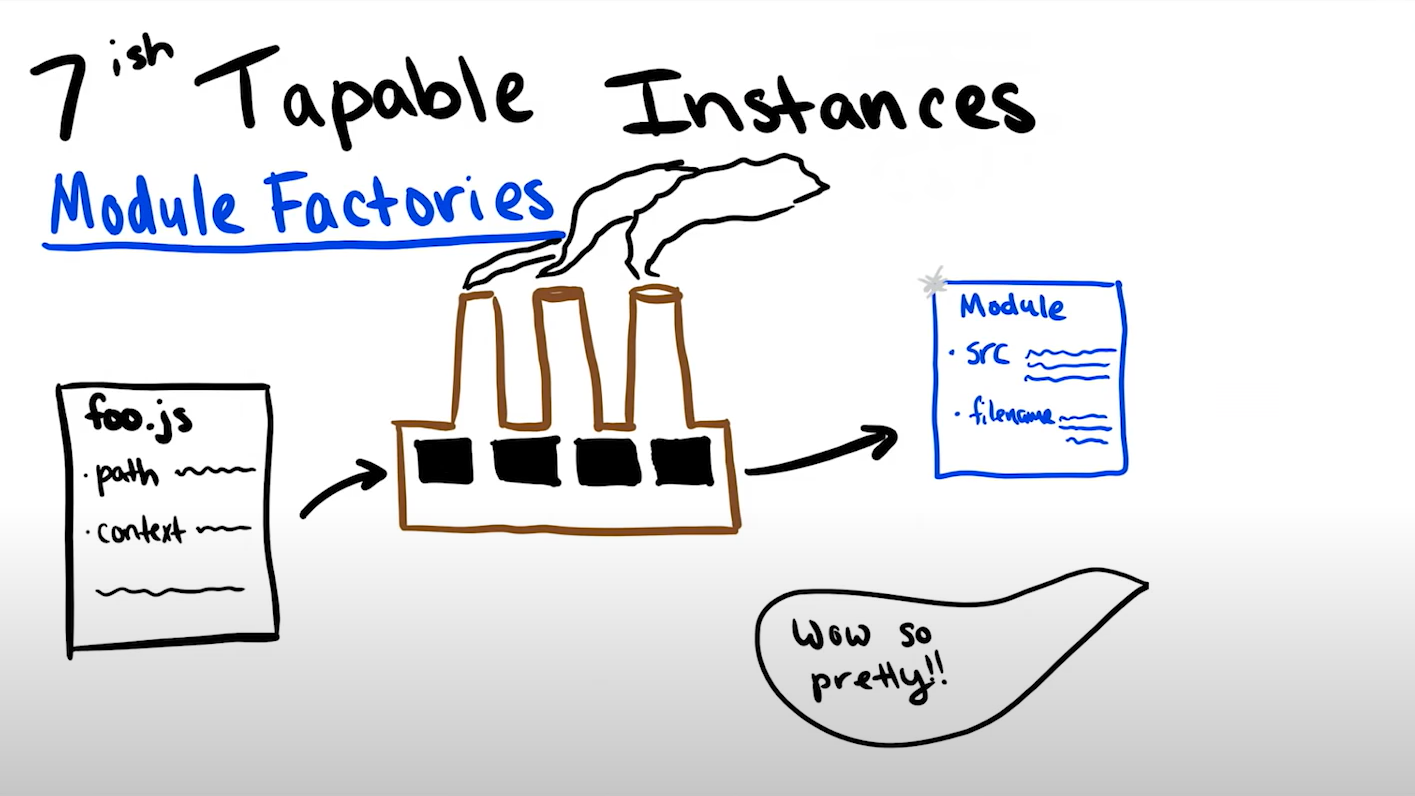 7ish Tapable Instances
Module Factories
foo.js
· path
· context
Module
· src
· filename
Wow so
pretty!!